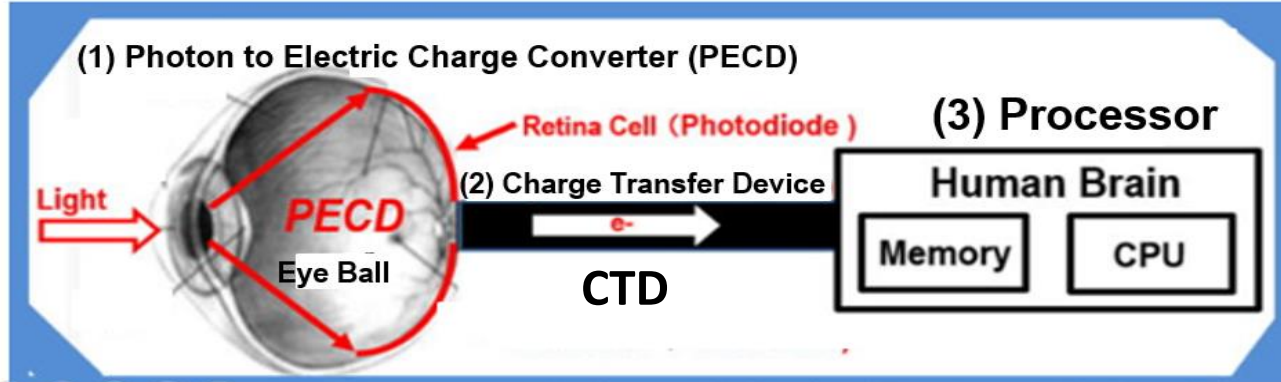 (1) Photon to Electric Charge Converter (PECD)
(3) Processor
Retina Cell (Photodiode )
(2) Charge Transfer Device
Human Brain
Light
PECD
e-
Memory
CPU
Eye Ball
CTD